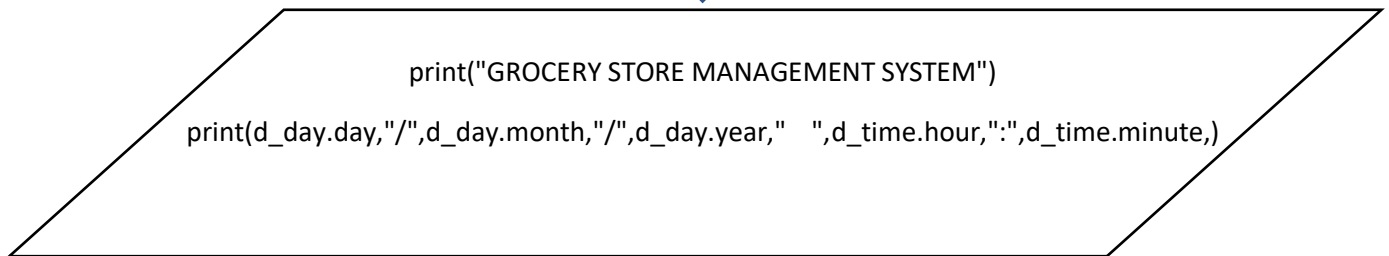 print("GROCERY STORE MANAGEMENT SYSTEM")
print(d_day.day,"/",d_day.month,"/",d_day.year,"    ",d_time.hour,":",d_time.minute,)